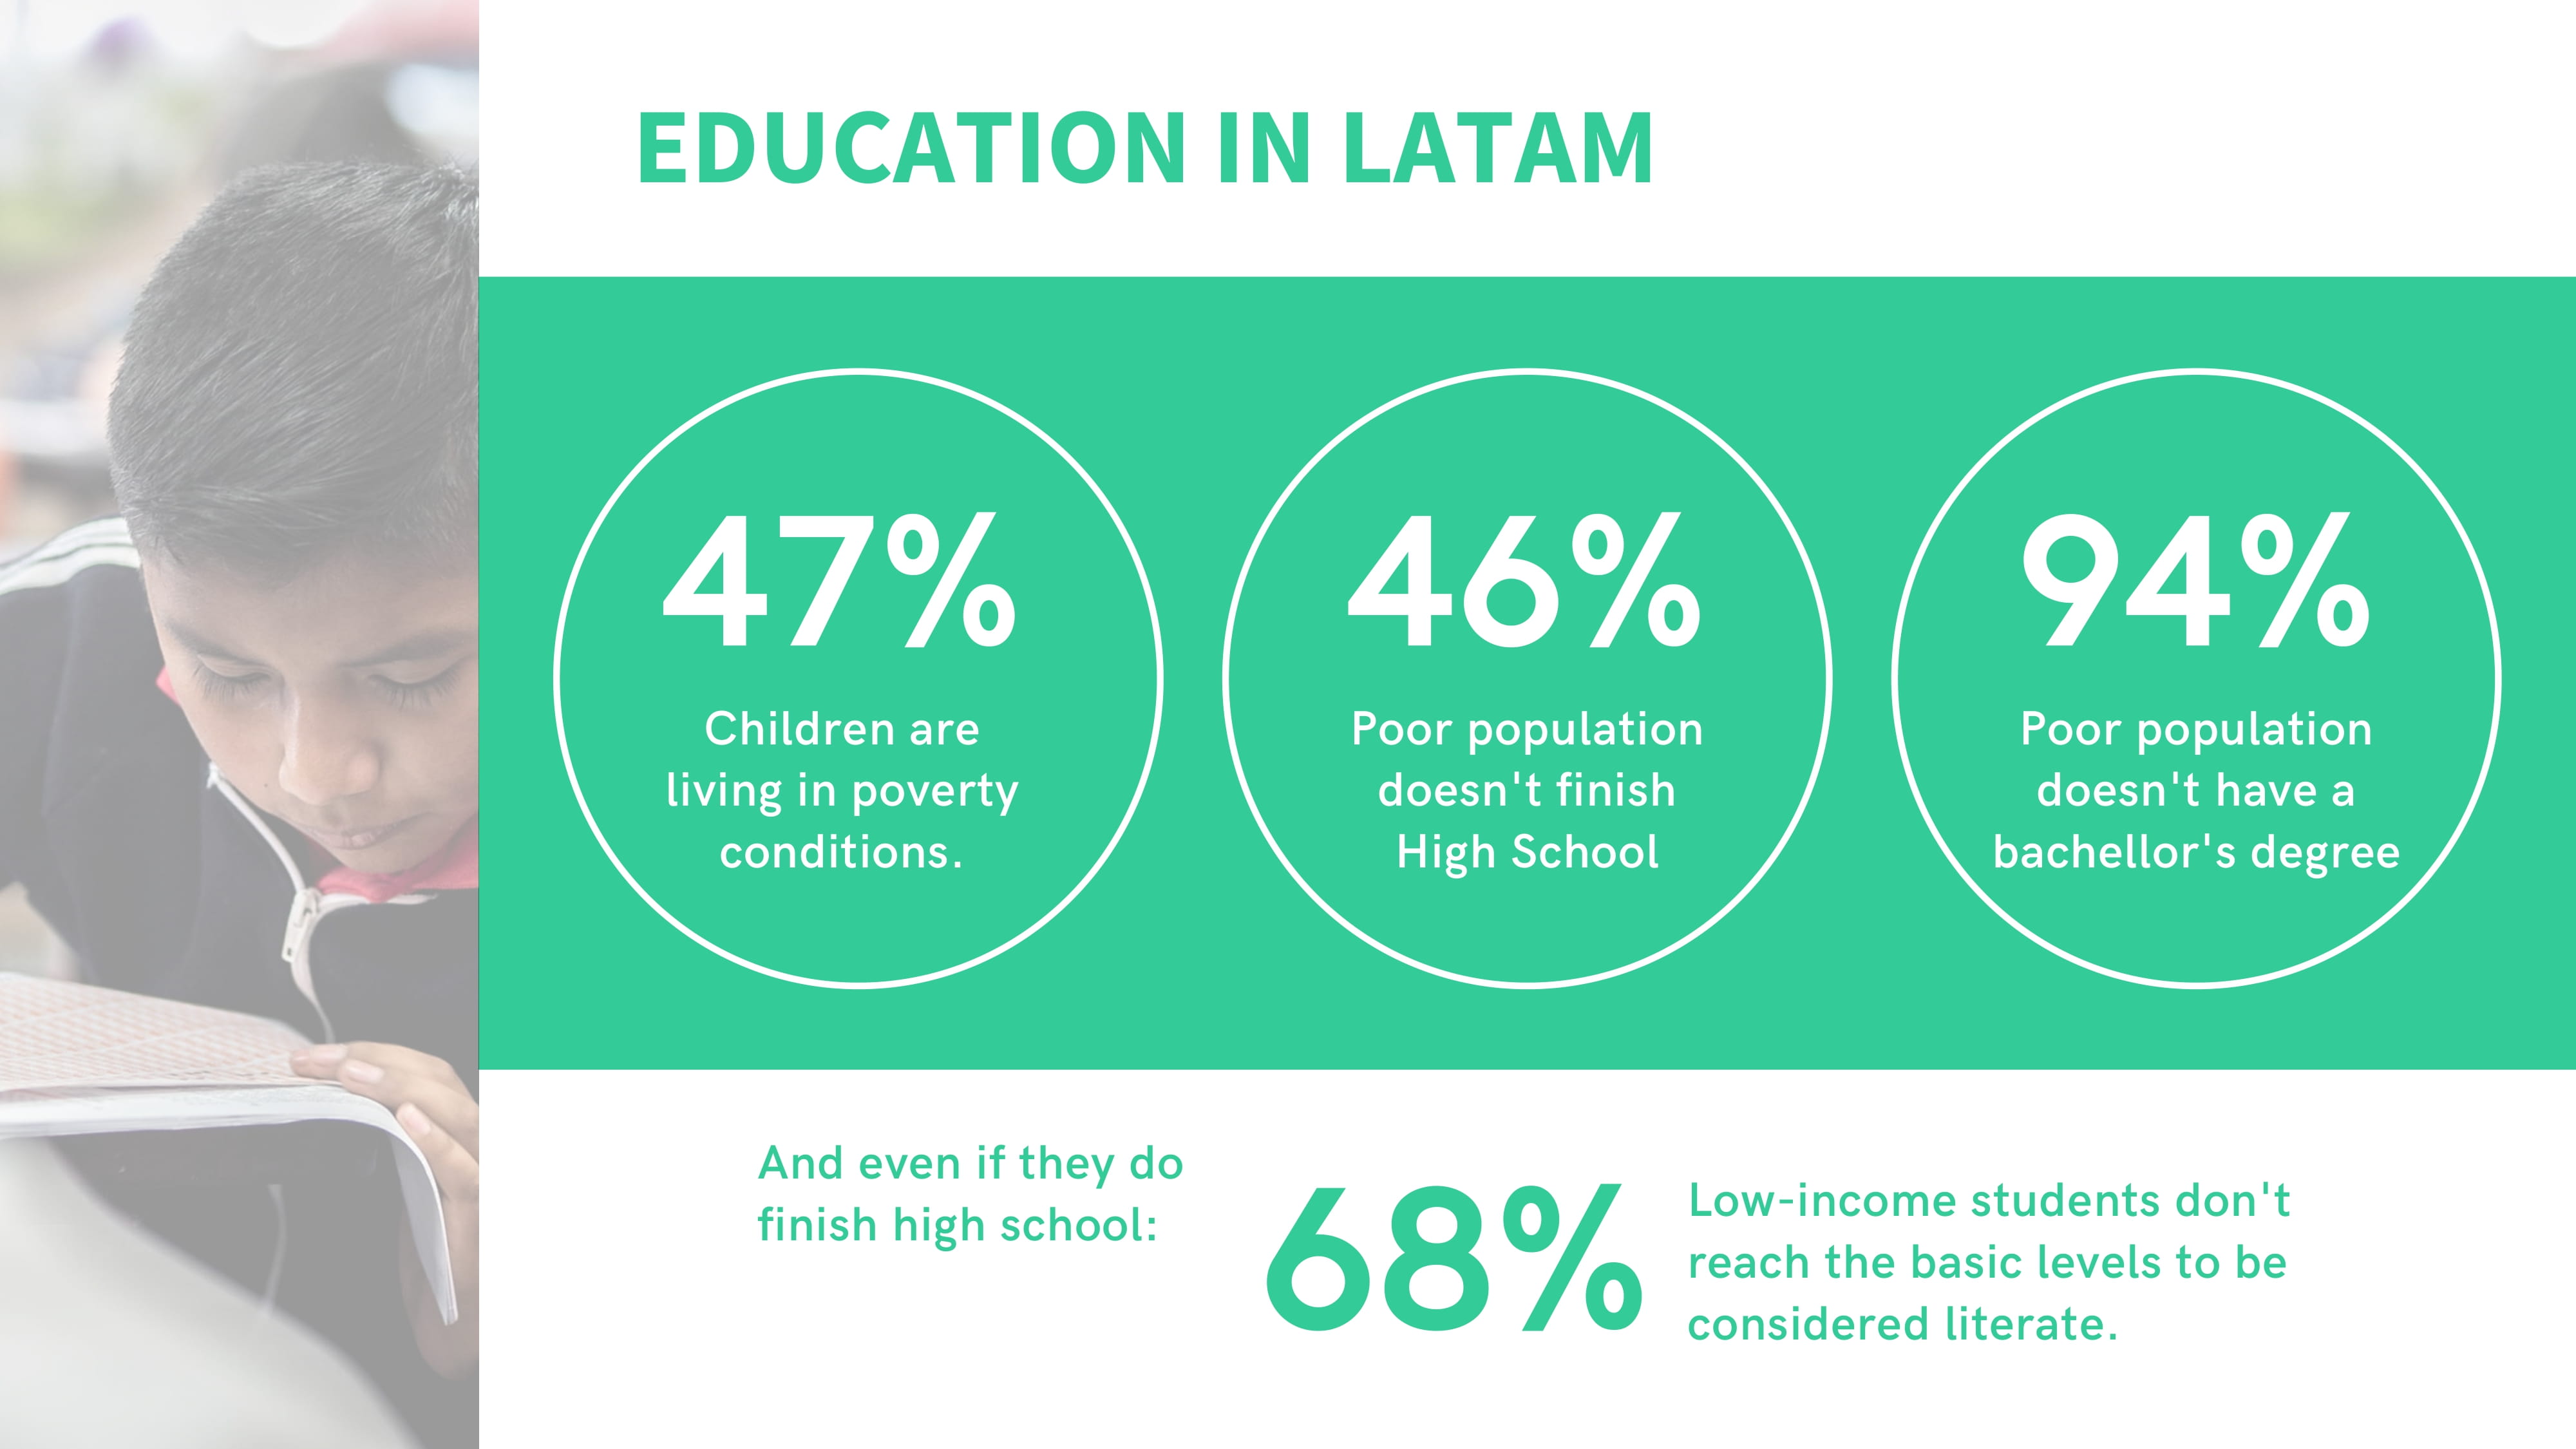 EDUCATION IN LATAM
47%
Children are
living in poverty
conditions.
46%
Poor population
doesn't finish
High School
94%
Poor population
doesn't have a
bachellor's degree
And even if they do
finish high school:
68%
Low-income students don't
reach the basic levels to be
considered literate.